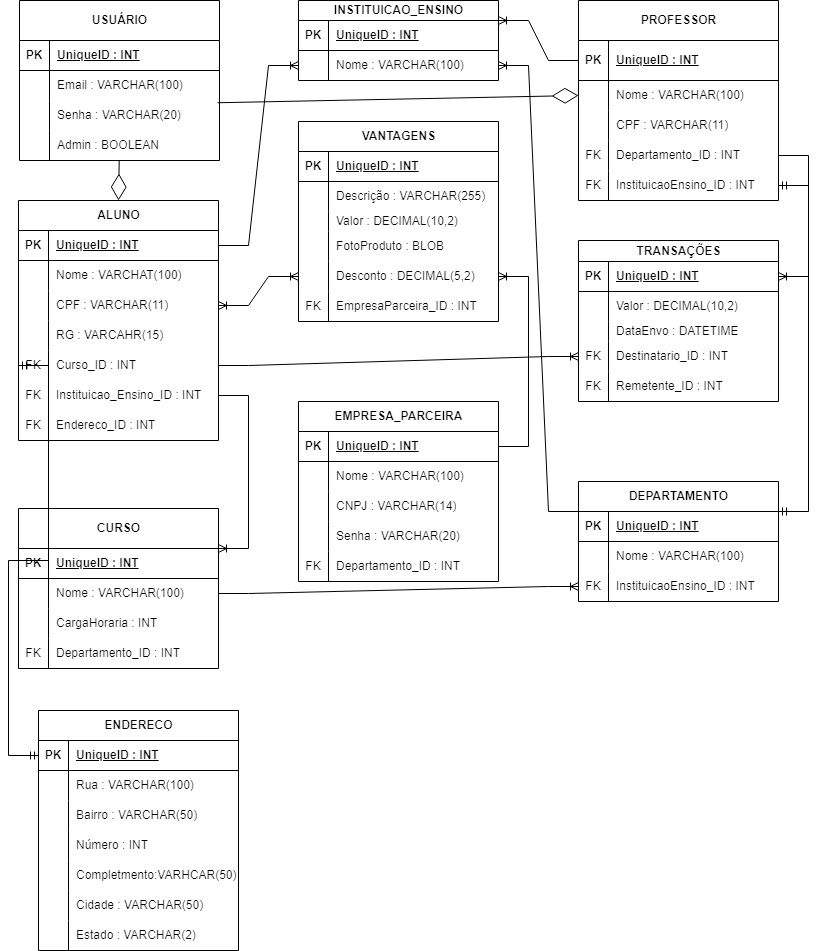 USUÁRIO
PK UniqueID : INT
Email : VARCHAR(100)
Senha : VARCHAR(20)
Admin : BOOLEAN
INSTITUICAO_ENSINO
PK UniqueID : INT
Nome : VARCHAR(100)
PROFESSOR
PK UniqueID : INT
Nome : VARCHAR(100)
CPF : VARCHAR(11)
FK Departamento_ID : INT
FK InstituicaoEnsino_ID : INT
VANTAGENS
PK UniqueID : INT
Descrição : VARCHAR(255)
Valor : DECIMAL(10,2)
FotoProduto : BLOB
Desconto : DECIMAL(5,2)
FK EmpresaParceira_ID : INT
ALUNO
PK UniqueID : INT
Nome : VARCHAT(100)
CPF : VARCHAR(11)
RG : VARCAHR(15)
FK Curso_ID : INT
FK Instituicao_Ensino_ID : INT
FK Endereco_ID : INT
TRANSAÇÕES
PK UniqueID : INT
Valor : DECIMAL(10,2)
DataEnvo : DATETIME
FK Destinatario_ID : INT
FK Remetente_ID : INT
EMPRESA_PARCEIRA
PK UniqueID : INT
Nome : VARCHAR(100)
CNPJ : VARCHAR(14)
Senha : VARCHAR(20)
FK Departamento_ID : INT
DEPARTAMENTO
PK UniqueID : INT
Nome : VARCHAR(100)
FK InstituicaoEnsino_ID : INT
CURSO
PK UniqueID : INT
Nome : VARCHAR(100)
CargaHoraria : INT
FK Departamento_ID : INT
ENDERECO
PK UniqueID : INT
Rua : VARCHAR(100)
Bairro : VARCHAR(50)
Número : INT
Completmento:VARHCAR(50)
Cidade : VARCHAR(50)
Estado : VARCHAR(2)